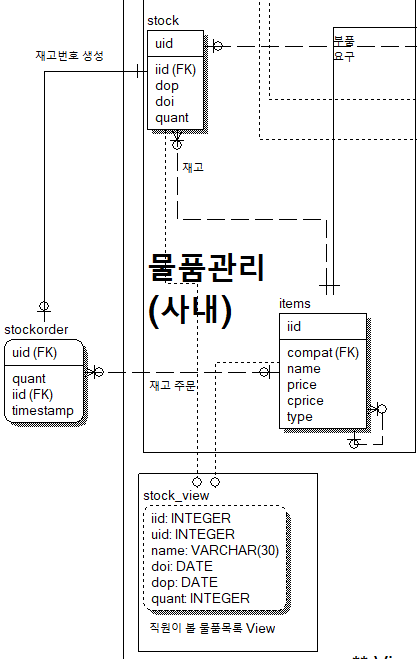 stock
uid
재고번호 생성
iid (FK)
dop
doi
quant
부품
요구
재고
물품관리
(사내)
items
iid
compat (FK)
name
price
cprice
type
stockorder
uid (FK)
quant
iid (FK)
timestamp
재고 주문
stock_view
iid: INTEGER
uid: INTEGER
name: VARCHAR(30)
doi: DATE
dop: DATE
quant: INTEGER
직원이 볼 물품목록 View